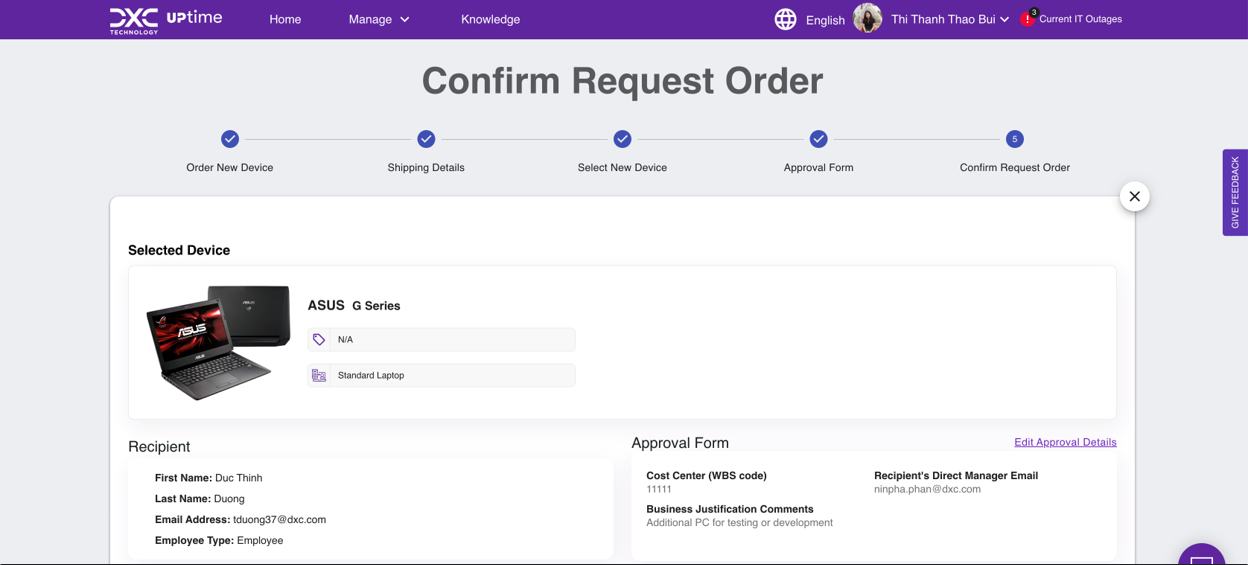 DXC TECHNOLOGY UPtime Home Manage Knowledge English Thi Thanh Thao Bui ! 3 Current IT Outages
Confirm Request Order
5
Order New Device Shipping Details Select New Device Approval Form Confirm Request Order
GIVE FEEDBACK
Selected Device
ASUS G Series
ASUS
ASUS
N/A
Standard Laptop
Recipient
Approval Form Edit Approval Details
First Name: Duc Thinh
Last Name: Duong
Email Address: tduong37@dxc.com
Employee Type: Employee
Cost Center (WBS code)
11111
Recipient's Direct Manager Email
ninpha.phan@dxc.com
Business Justification Comments
Additional PC for testing or development